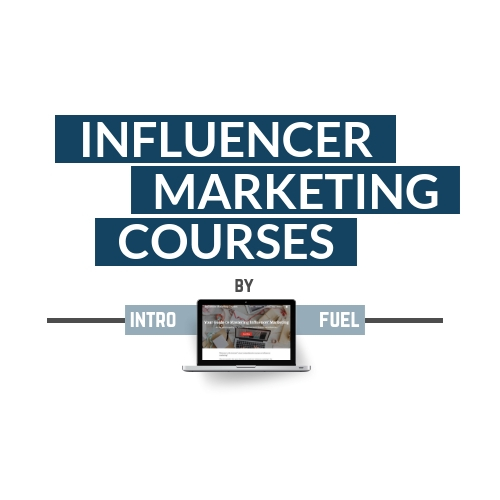 INFLUENCER
MARKETING
COURSES
BY
INTRO FUEL